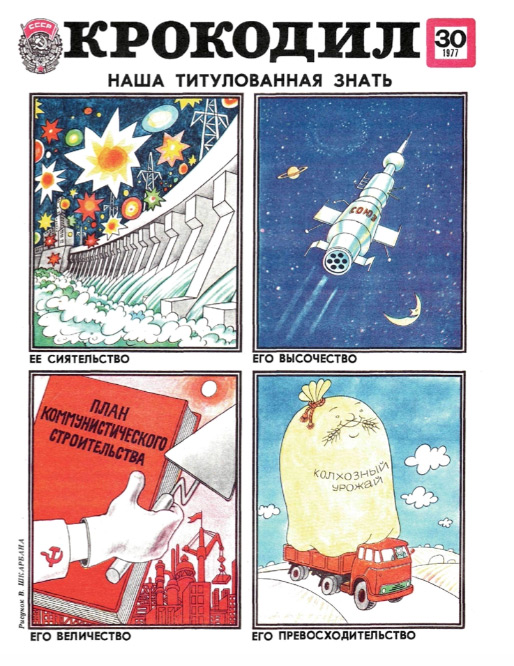 СССР
КРОКОДИЛ
30
1977
НАША ТИТУЛОВАННАЯ ЗНАТЬ
СОЮЗ
ЕЕ СИЯТЕЛЬСТВО
ЕГО ВЫСОЧЕСТВО
ПЛАН
КОММУНИСТИЧЕСКОГО
СТРОИТЕЛЬСТВА
КОЛХОЗНЫЙ
УРОЖАЙ
Рисунок В. ШКАРБАНА
ЕГО ВЕЛИЧЕСТВО
ЕГО ПРЕВОСХОДИТЕЛЬСТВО